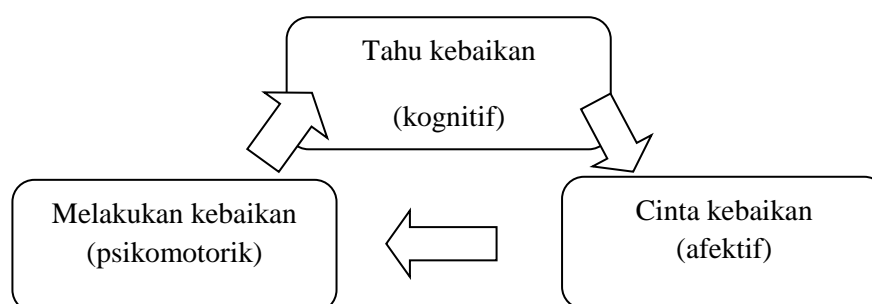 Tahu kebaikan
(kognitif)
Melakukan kebaikan
(psikomotorik)
Cinta kebaikan
(afektif)